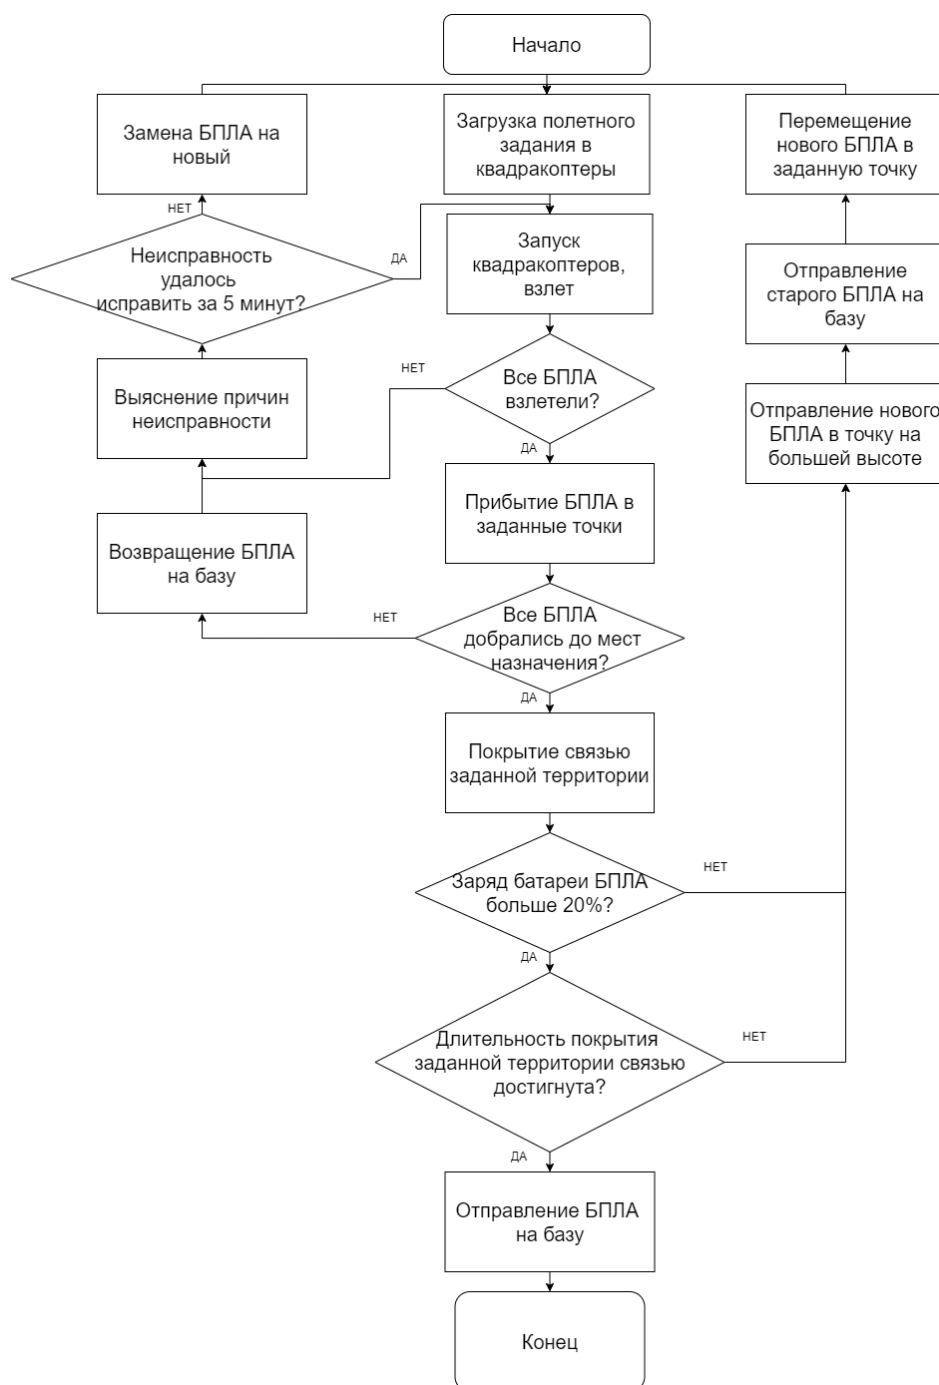 Начало
Замена БПЛА на
новый
Загрузка полетного
задания в
квадракоптеры
Перемещение
нового БПЛА в
заданную точку
НЕТ
Неисправность
удалось
исправить за 5 минут?
ДА
Запуск
квадракоптеров,
взлет
Отправление
старого БПЛА на
базу
Выяснение причин
неисправности
НЕТ
Все БПЛА
взлетели?
ДА
Отправление нового
БПЛА в точку на
большей высоте
Возвращение БПЛА
на базу
Прибытие БПЛА в
заданные точки
НЕТ
Все БПЛА
добрались до мест
назначения?
ДА
Покрытие связью
заданной территории
Заряд батареи БПЛА
больше 20%?
НЕТ
ДА
Длительность покрытия
заданной территории связью
достигнута?
НЕТ
ДА
Отправление БПЛА
на базу
Конец